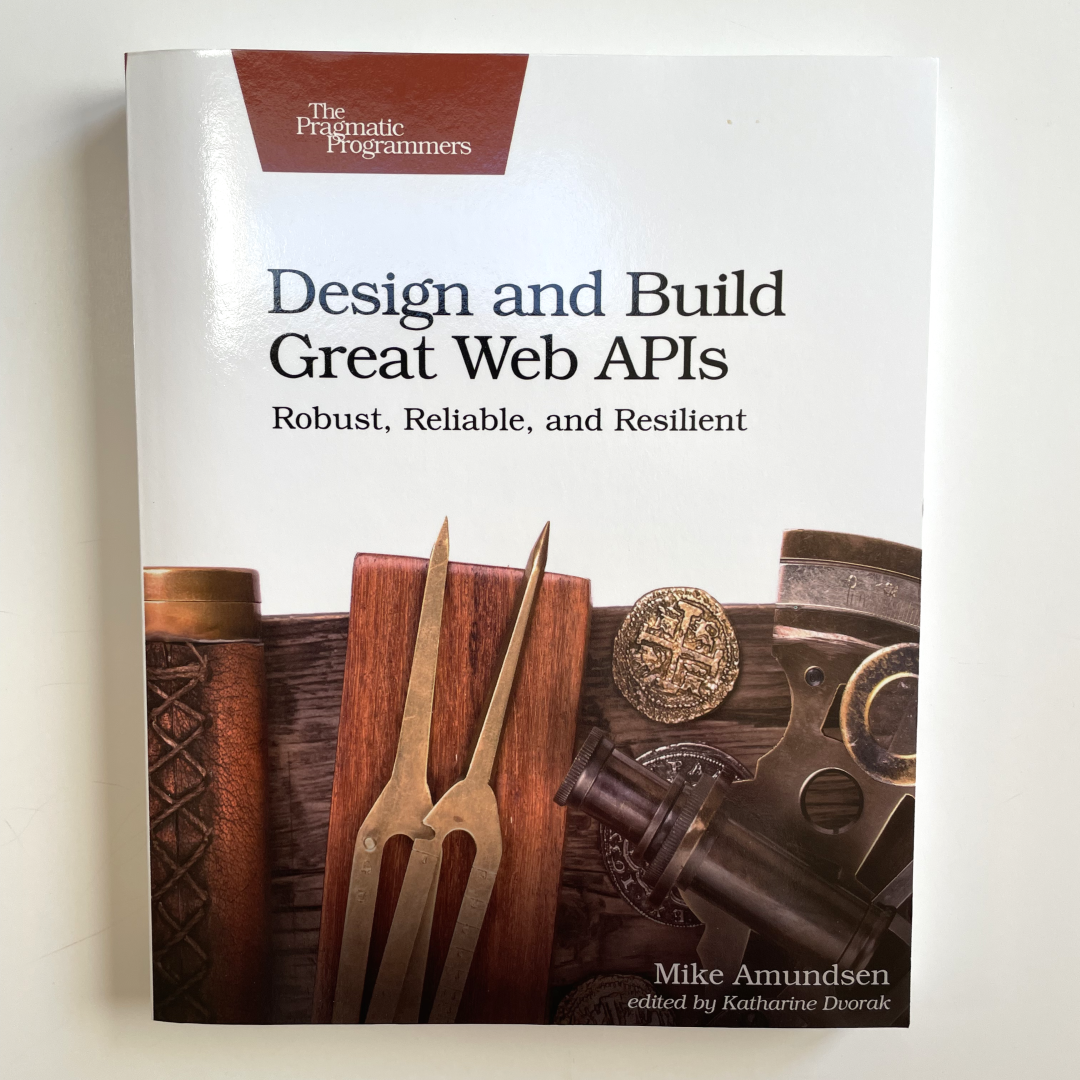 The
Pragmatic
Programmers
Design and Build
Great Web APIs
Robust, Reliable, and Resilient
Mike Amundsen
edited by Katharine Dvorak